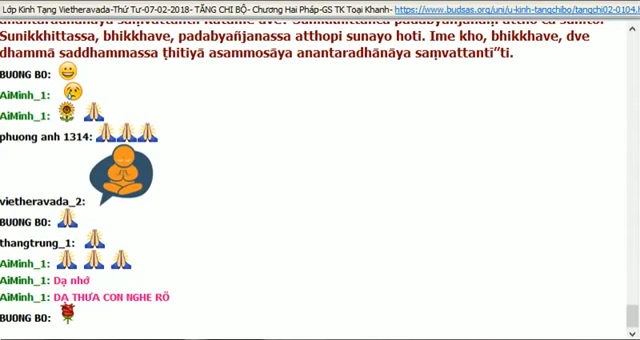 Lớp Kinh Tạng Vietheravada-Thứ Tư-07-02-2018- TĂNG CHI BỘ- Chương Hai Pháp-GS TK Toại Khanh- https://www.budsas.org/uni/u-kinh-tangchibo/tangchi02-0104.h
Sunikkhittassa, bhikkhave, padabyañjanassa atthopi sunayo hoti. Ime kho, bhikkhave, dve
dhammā saddhammassa ṭhitiyā asammosāya anantaradhānāya saṃvattantī”ti.
BUONG BO:
AiMinh_1:
AiMinh_1:
phuong anh 1314:
vietheravada_2:
BUONG BO:
thangtrung_1:
AiMinh_1:
AiMinh_1: Dạ nhớ
AiMinh_1: DẠ THƯA CON NGHE RÕ
BUONG BO: